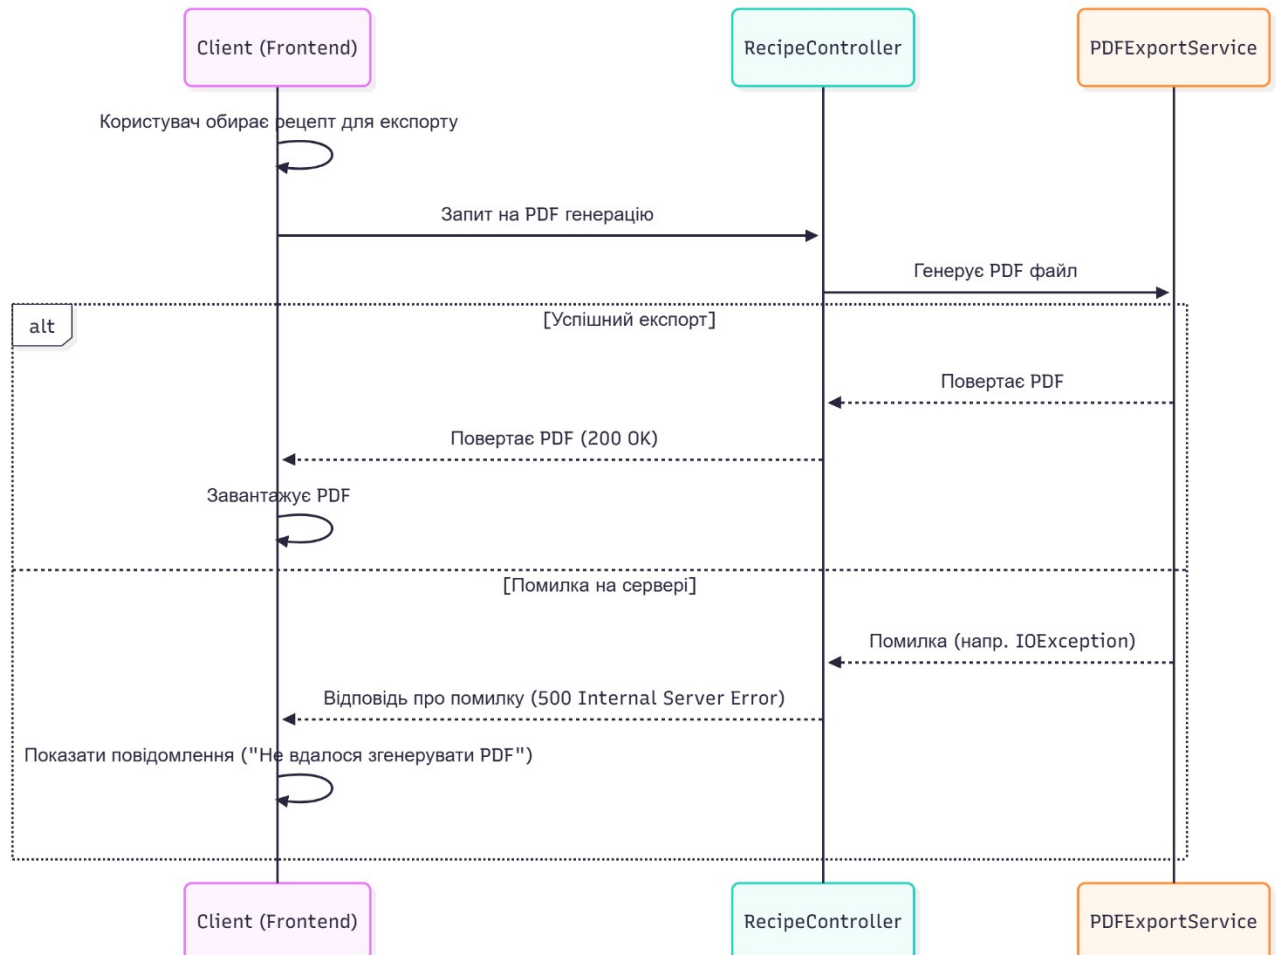 Client (Frontend)
RecipeController
PDFExportService
Користувач обирає рецепт для експорту
Запит на PDF генерацію
Генерує PDF файл
alt
[Успішний експорт]
Повертає PDF
Повертає PDF (200 OK)
Завантажує PDF
[Помилка на сервері]
Помилка (напр. IOException)
Відповідь про помилку (500 Internal Server Error)
Показати повідомлення ("Не вдалося згенерувати PDF")
Client (Frontend)
RecipeController
PDFExportService